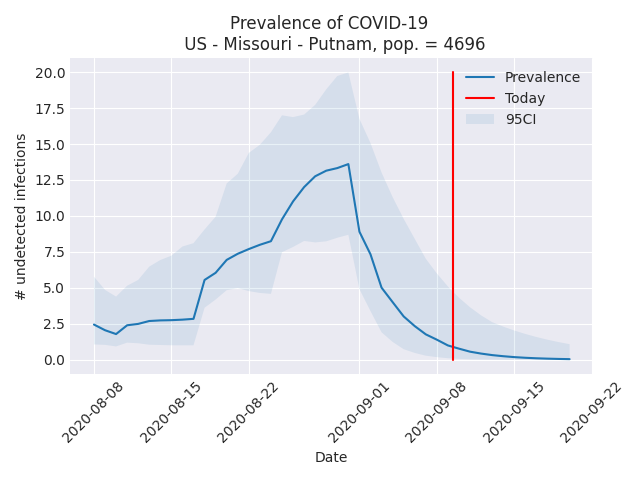 Prevalence of COVID-19
US - Missouri - Putnam, pop. = 4696
20.0
17.5
15.0
12.5
10.0
7.5
5.0
2.5
0.0
# undetected infections
Prevalence
Today
95CI
2020-08-08
2020-08-15
2020-08-22
2020-09-01
2020-09-08
2020-09-15
2020-09-22
Date